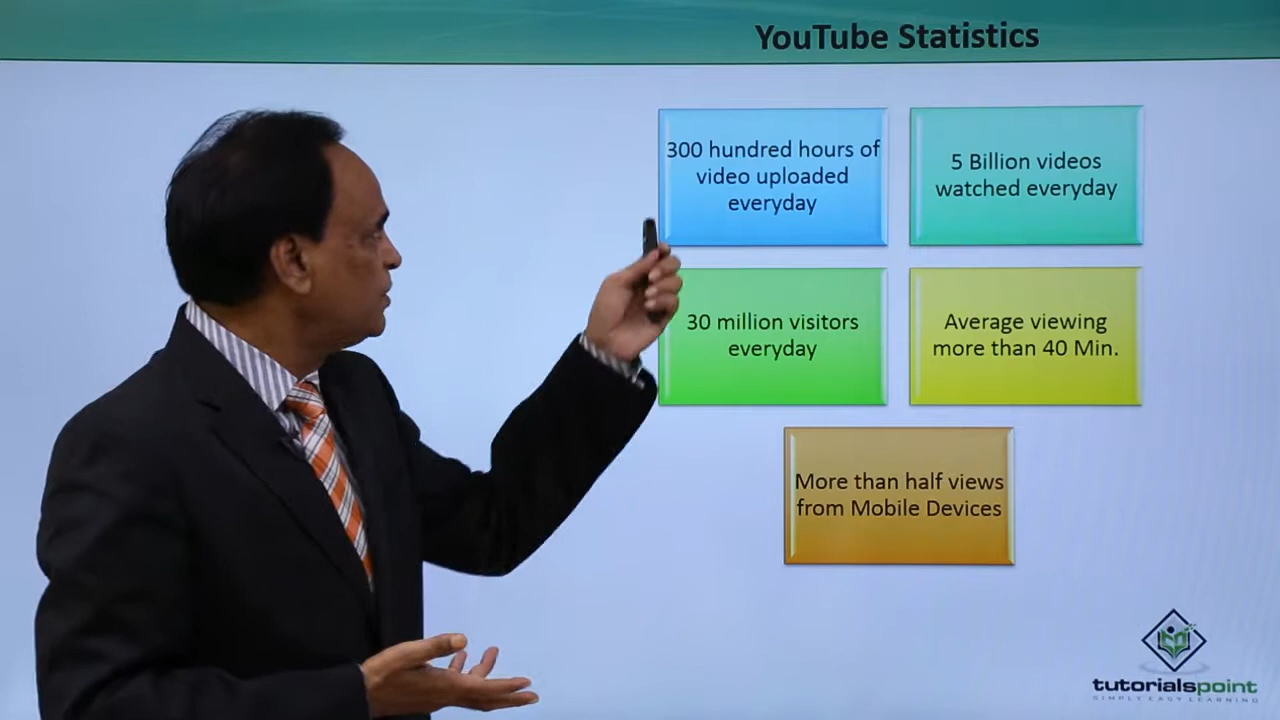 YouTube Statistics
300 hundred hours of
video uploaded
everyday
5 Billion videos
watched everyday
30 million visitors
everyday
Average viewing
more than 40 Min.
More than half views
from Mobile Devices
tutorialspoint
SIMPLY EASY LEARNING